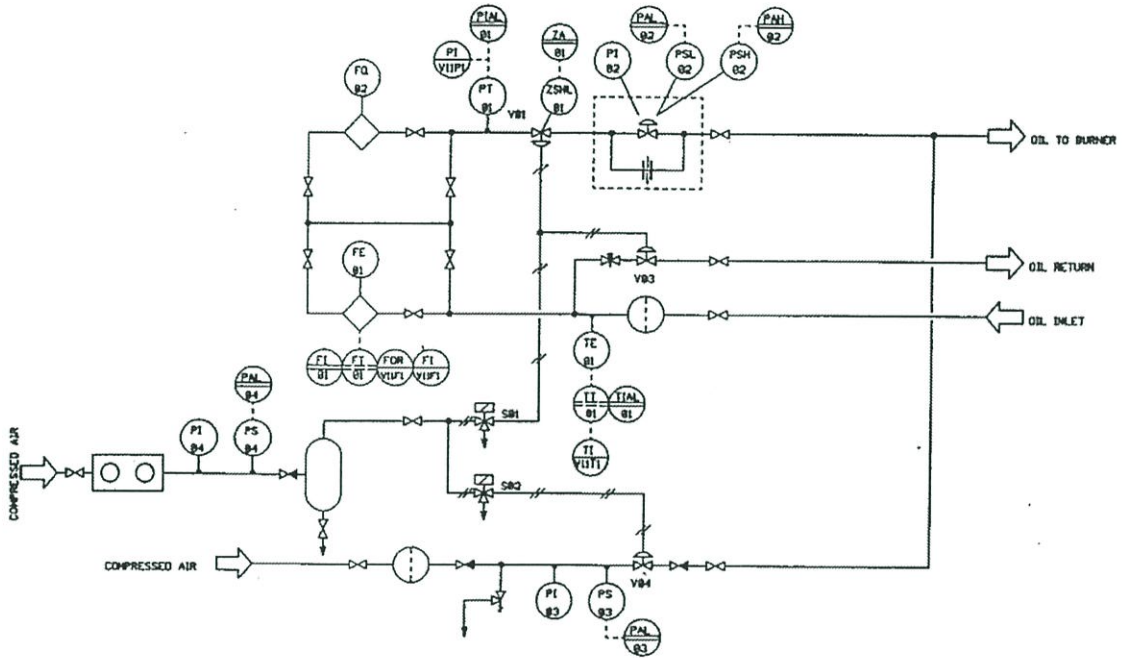 PIAL
01
ZA
01
PAL
02
PAH
02
PI
V11P1
PI
02
PSL
02
PSH
02
FQ
02
PT
01
ZSHL
01
V01
OIL TO BURNER
FE
01
V03
OIL RETURN
OIL INLET
TE
01
FI
01
FT
01
FQR
V11F1
FI
V11F1
PAL
04
TT
01
TIAL
01
S01
PI
04
PS
04
TI
V11T1
COMPRESSED AIR
S02
COMPRESSED AIR
V04
PI
03
PS
03
PAL
03